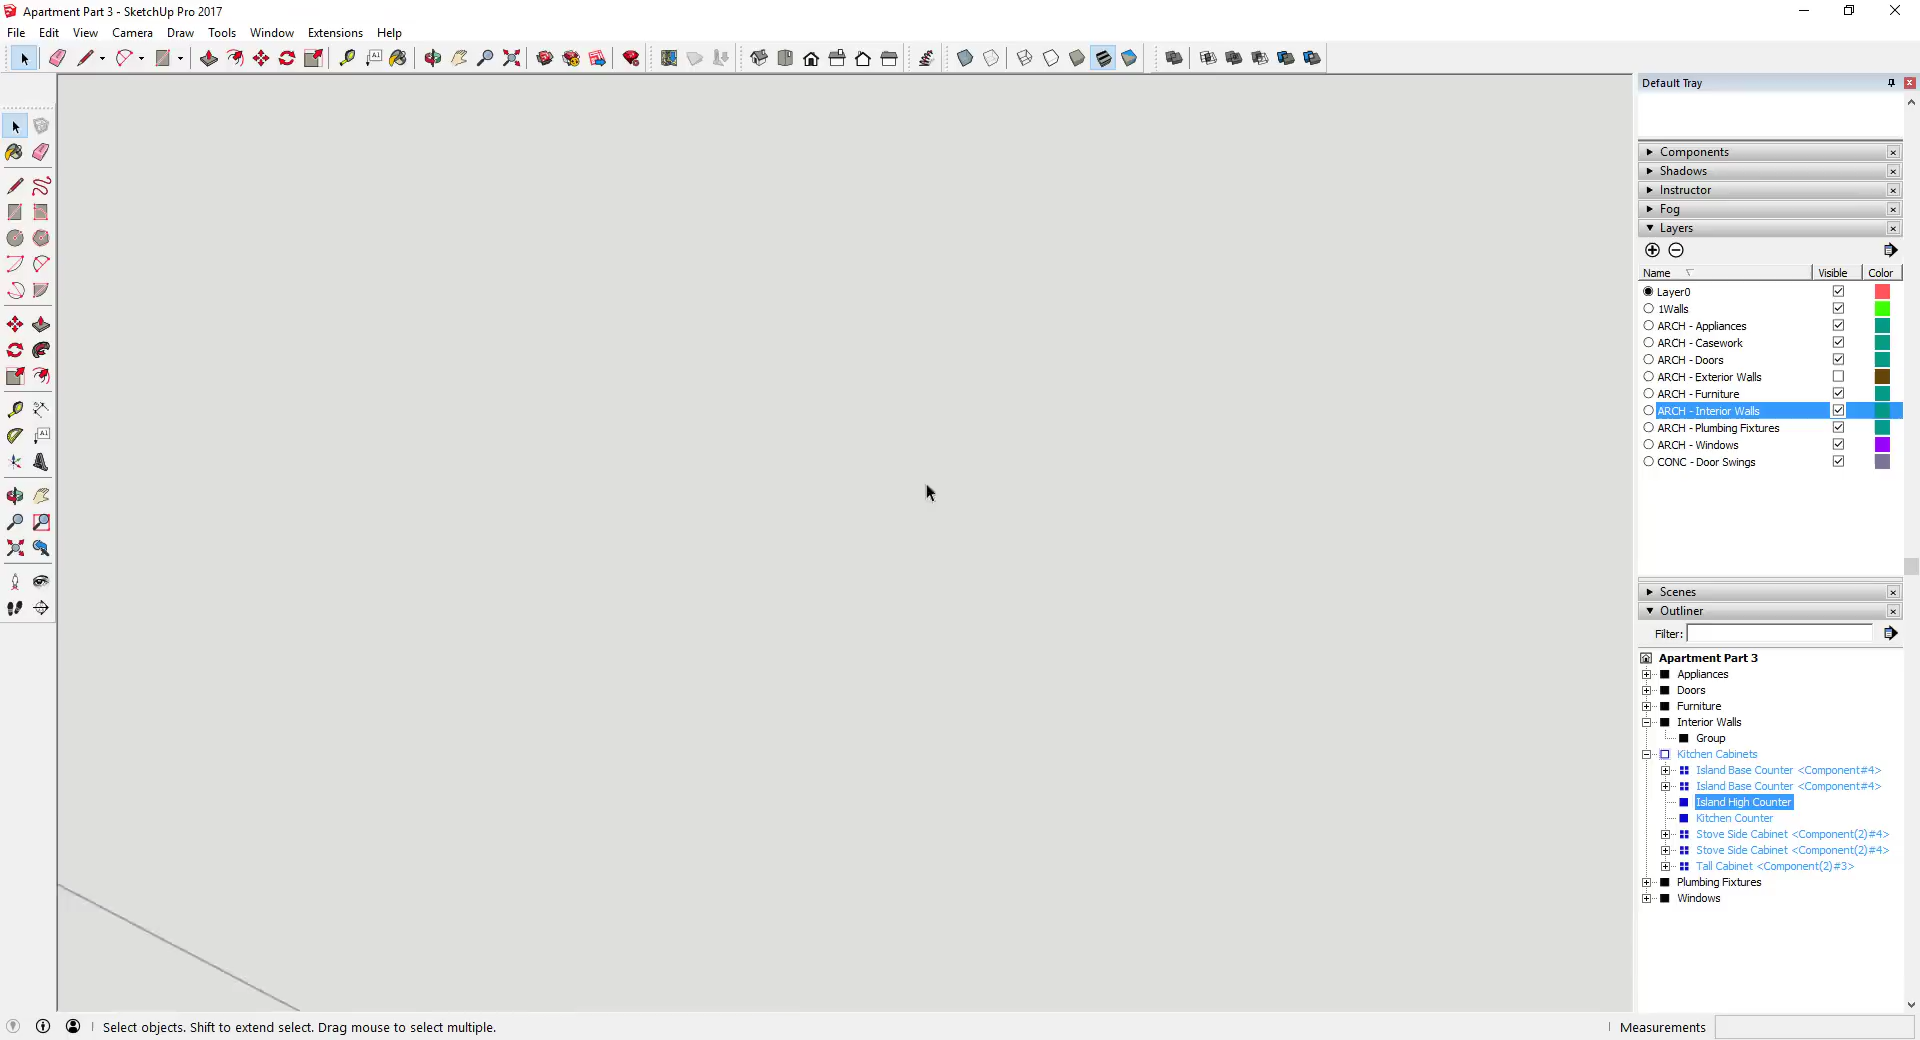 Apartment Part 3 - SketchUp Pro 2017
File Edit View Camera Draw Tools Window Extensions Help
Default Tray
Components
Shadows
Instructor
Fog
Layers
Name Visible Color
Layer0
1Walls
ARCH - Appliances
ARCH - Casework
ARCH - Doors
ARCH - Exterior Walls
ARCH - Furniture
ARCH - Interior Walls
ARCH - Plumbing Fixtures
ARCH - Windows
CONC - Door Swings
Scenes
Outliner
Filter:
Apartment Part 3
Appliances
Doors
Furniture
Interior Walls
Group
Kitchen Cabinets
Island Base Counter <Component#4>
Island Base Counter <Component#4>
Island High Counter
Kitchen Counter
Stove Side Cabinet <Component(2)#4>
Stove Side Cabinet <Component(2)#4>
Tall Cabinet <Component(2)#3>
Plumbing Fixtures
Windows
Select objects. Shift to extend select. Drag mouse to select multiple.
Measurements